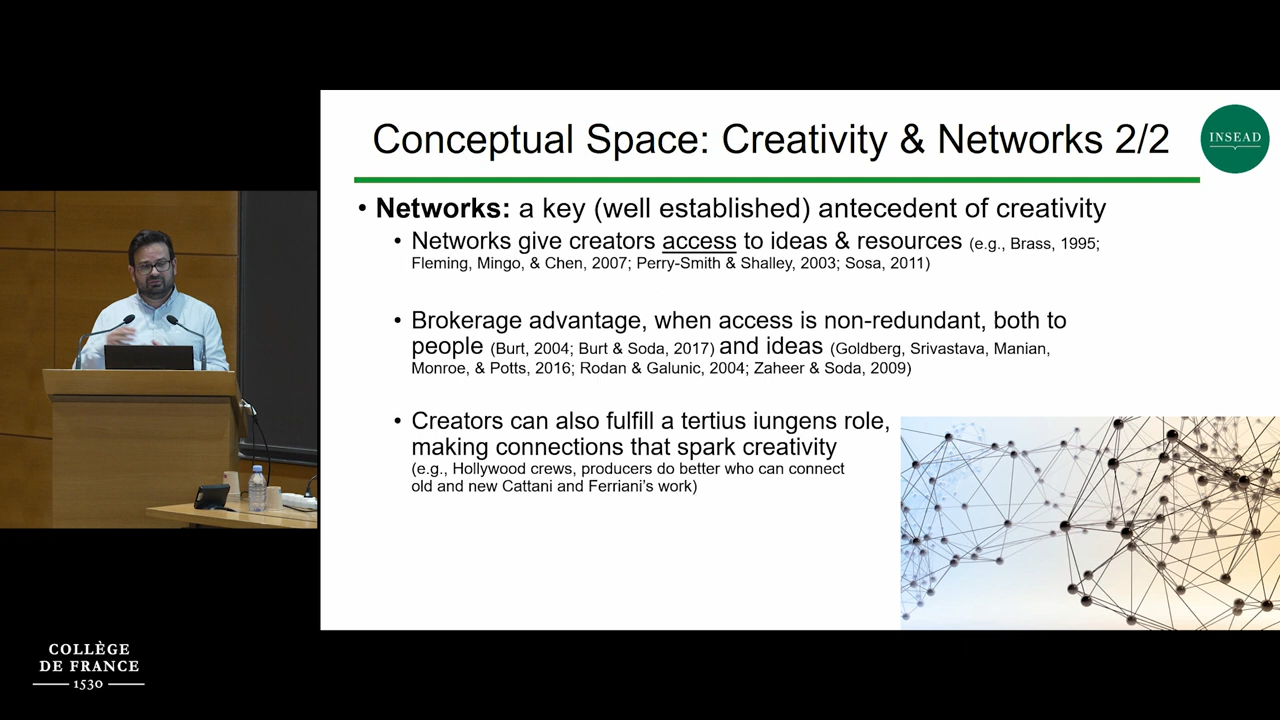 Conceptual Space: Creativity & Networks 2/2
INSEAD
• Networks: a key (well established) antecedent of creativity
• Networks give creators access to ideas & resources (e.g., Brass, 1995;
Fleming, Mingo, & Chen, 2007; Perry-Smith & Shalley, 2003; Sosa, 2011)
• Brokerage advantage, when access is non-redundant, both to
people (Burt, 2004; Burt & Soda, 2017) and ideas (Goldberg, Srivastava, Manian,
Monroe, & Potts, 2016; Rodan & Galunic, 2004; Zaheer & Soda, 2009)
• Creators can also fulfill a tertius iungens role,
making connections that spark creativity
(e.g., Hollywood crews, producers do better who can connect
old and new Cattani and Ferriani's work)
COLLÈGE
DE FRANCE
1530